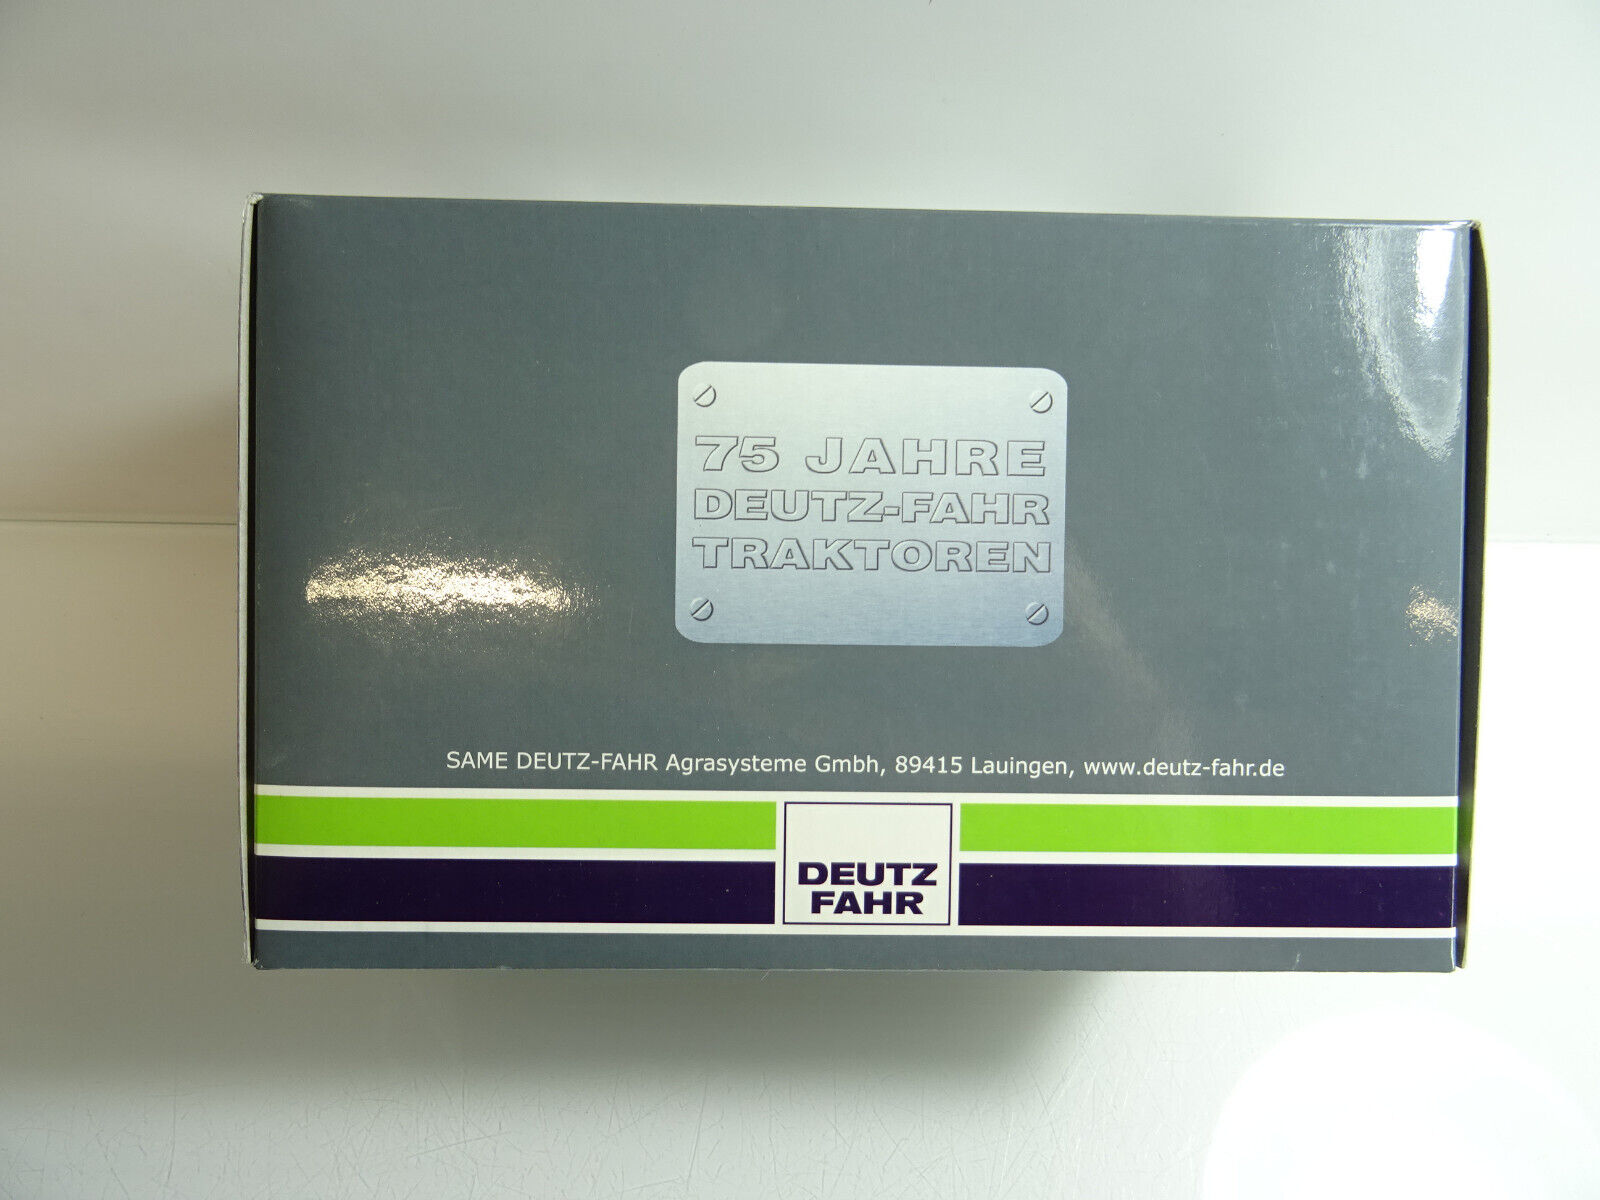 75 JAHRE
DEUTZ-FAHR
TRAKTOREN
SAME DEUTZ-FAHR Agrasysteme Gmbh, 89415 Lauingen, www.deutz-fahr.de
DEUTZ
FAHR